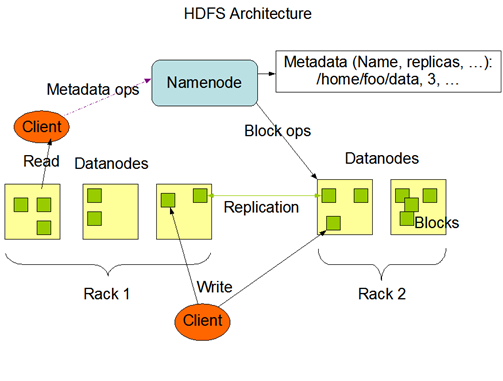 HDFS Architecture
Metadata (Name, replicas, …):
/home/foo/data, 3, …
Namenode
Metadata ops
Client
Block ops
Read
Datanodes
Datanodes
Replication
Blocks
Rack 1
Write
Rack 2
Client